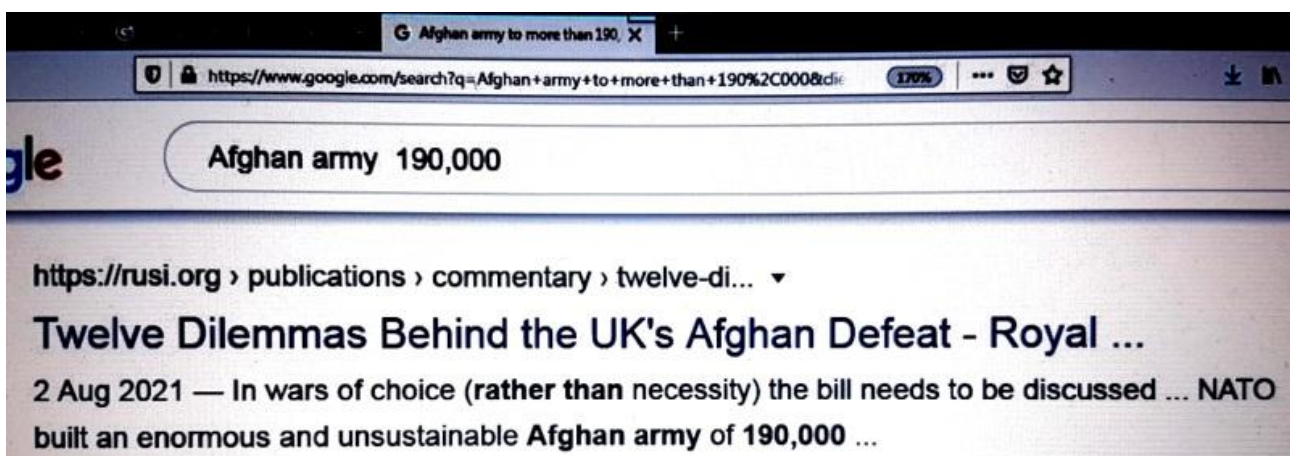 G Afghan army to more than 190, X +
https://www.google.com/search?q=Afghan+army+to+more+than+190%2C000&clie 170% ...
gle Afghan army 190,000
https://rusi.org › publications › commentary › twelve-di... ▾
Twelve Dilemmas Behind the UK's Afghan Defeat - Royal ...
2 Aug 2021 — In wars of choice (rather than necessity) the bill needs to be discussed ... NATO
built an enormous and unsustainable Afghan army of 190,000 ...